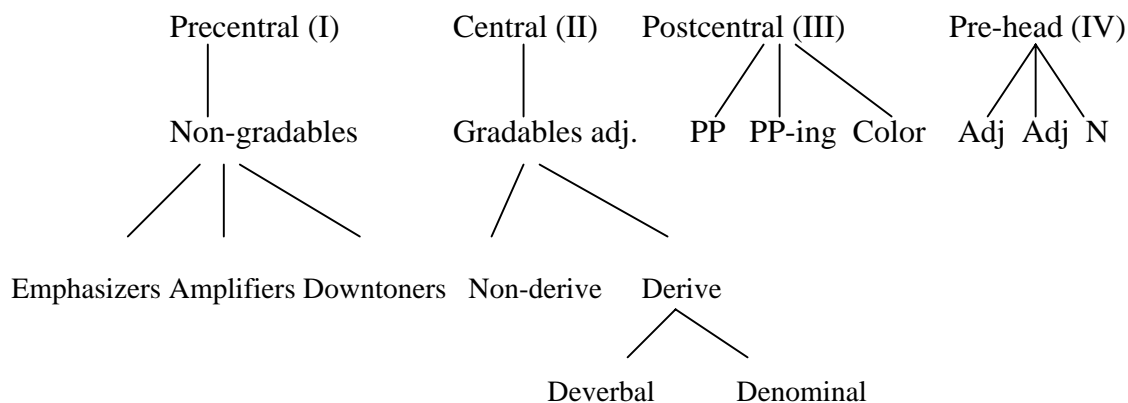 Precentral (I) Central (II) Postcentral (III) Pre-head (IV)
Non-gradables Gradables adj. PP PP-ing Color Adj Adj N
Emphasizers Amplifiers Downtoners Non-derive Derive
Deverbal Denominal